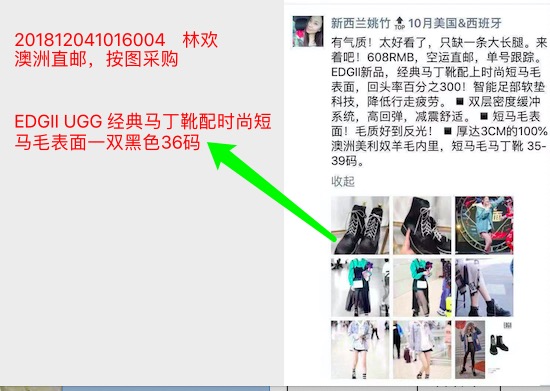 201812041016004 林欢
澳洲直邮，按图采购
EDGII UGG 经典马丁靴配时尚短
马毛表面一双黑色36码
新西兰姚竹 TOP 10月美国&西班牙
有气质！太好看了，只缺一条大长腿。来
着吧！608RMB，空运直邮，单号跟踪。
EDGII新品，经典马丁靴配上时尚短马毛
表面，回头率百分之300！智能足部软垫
科技，降低行走疲劳。■ 双层密度缓冲
系统，高回弹，减震舒适。■ 短马毛表
面！毛质好到反光！■ 厚达3CM的100%
澳洲美利奴羊毛内里，短马毛马丁靴 35-
39码。
收起
EDGII